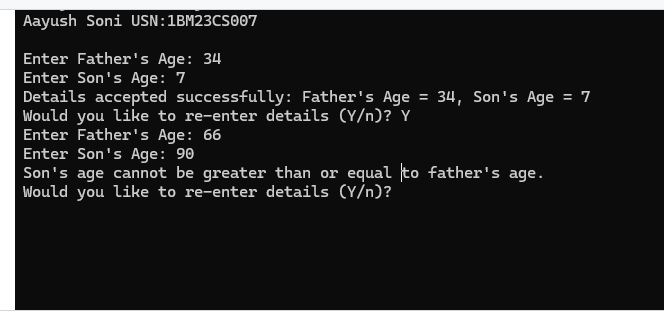 Aayush Soni USN:1BM23CS007
Enter Father's Age: 34
Enter Son's Age: 7
Details accepted successfully: Father's Age = 34, Son's Age = 7
Would you like to re-enter details (Y/n)? Y
Enter Father's Age: 66
Enter Son's Age: 90
Son's age cannot be greater than or equal to father's age.
Would you like to re-enter details (Y/n)?